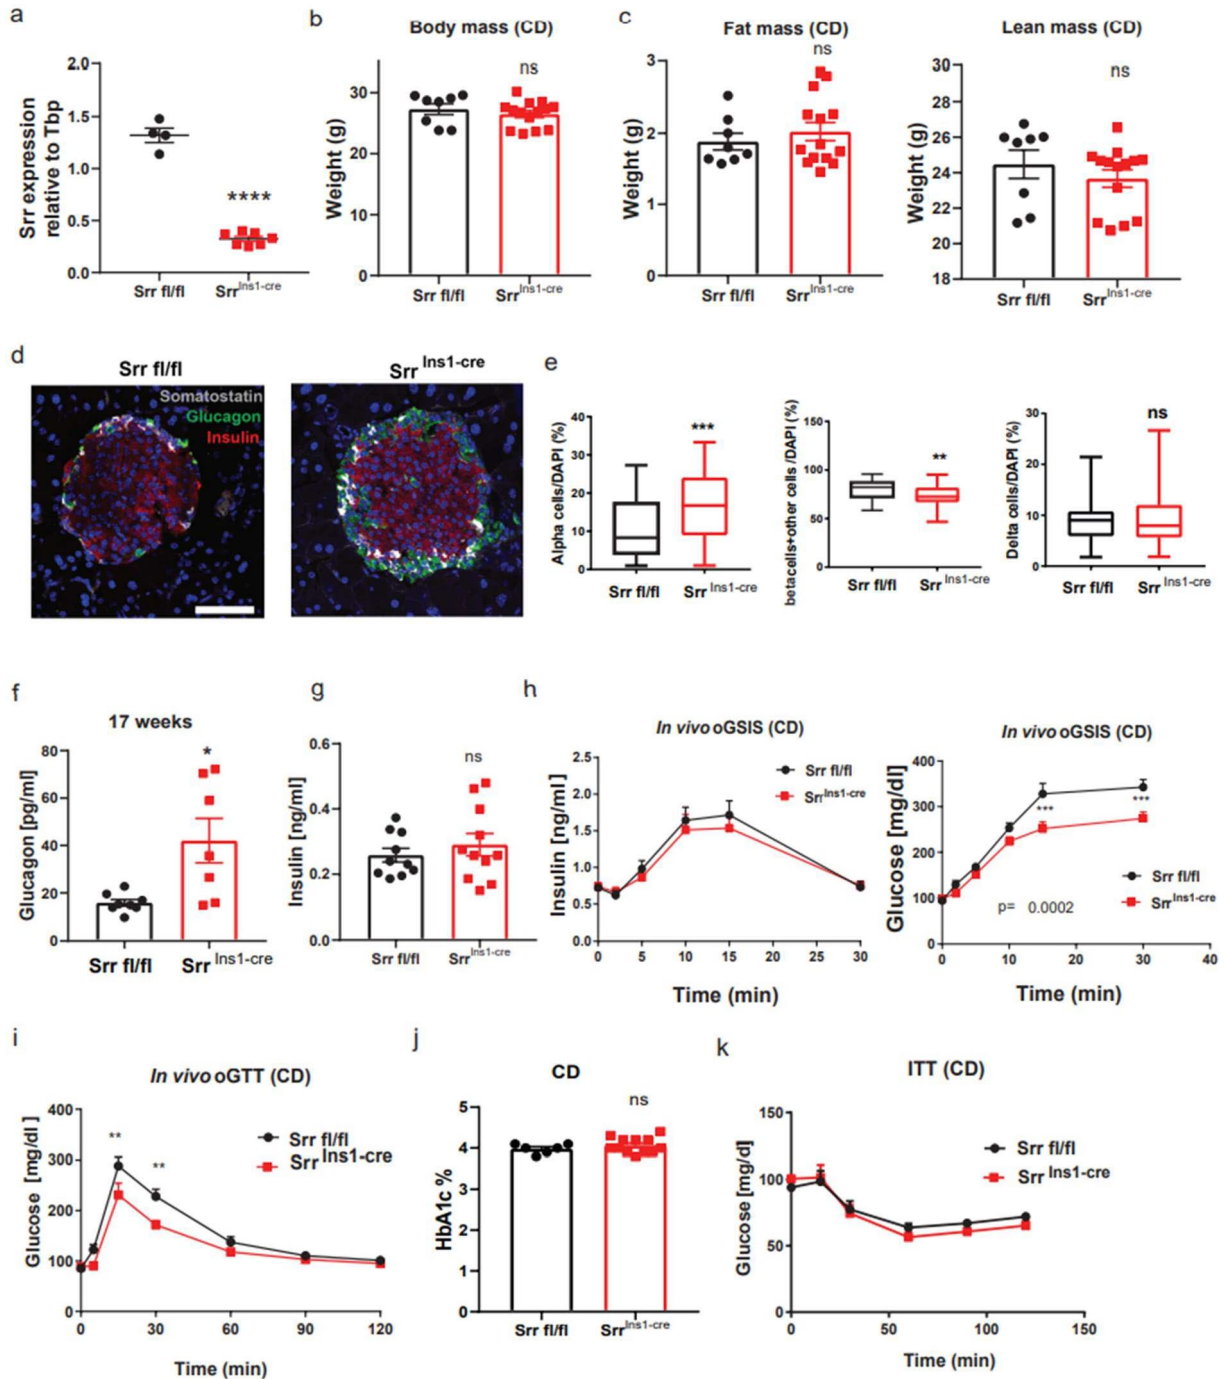 a
b
c
Body mass (CD)
Fat mass (CD)
Lean mass (CD)
Srr expression
relative to Tbp
2.0
1.5
1.0
0.5
0.0
****
Srr fl/fl
Srr Ins1-cre
Weight (g)
30
20
10
0
ns
Srr fl/fl
Srr Ins1-cre
Weight (g)
3
2
1
0
ns
Srr fl/fl
Srr Ins1-cre
Weight (g)
30
28
26
24
22
20
18
ns
Srr fl/fl
Srr Ins1-cre
d
Srr fl/fl
Srr Ins1-cre
Somatostatin
Glucagon
Insulin
e
Alpha cells/DAPI (%)
40
30
20
10
0
***
Srr fl/fl
Srr Ins1-cre
betacells+other cells /DAPI (%)
150
100
50
0
**
Srr fl/fl
Srr Ins1-cre
Delta cells/DAPI (%)
30
20
10
0
ns
Srr fl/fl
Srr Ins1-cre
f
17 weeks
Glucagon [pg/ml]
80
60
40
20
0
*
Srr fl/fl
Srr Ins1-cre
g
Insulin [ng/ml]
0.6
0.4
0.2
0.0
ns
Srr fl/fl
Srr Ins1-cre
h
In vivo oGSIS (CD)
Insulin [ng/ml]
2.5
2.0
1.5
1.0
0.5
0.0
0 5 10 15 20 25 30
Time (min)
Srr fl/fl
Srr Ins1-cre
In vivo oGSIS (CD)
Glucose [mg/dl]
400
300
200
100
0
0 10 20 30 40
Time (min)
***
***
Srr fl/fl
Srr Ins1-cre
p= 0.0002
i
In vivo oGTT (CD)
Glucose [mg/dl ]
400
300
200
100
0
0 30 60 90 120
Time (min)
**
**
Srr fl/fl
Srr Ins1-cre
j
CD
HbA1c %
5
4
3
2
1
0
ns
Srr fl/fl
Srr Ins1-cre
k
ITT (CD)
Glucose [mg/d]
150
100
50
0
0 50 100 150
Time (min)
Srr fl/fl
Srr Ins1-cre